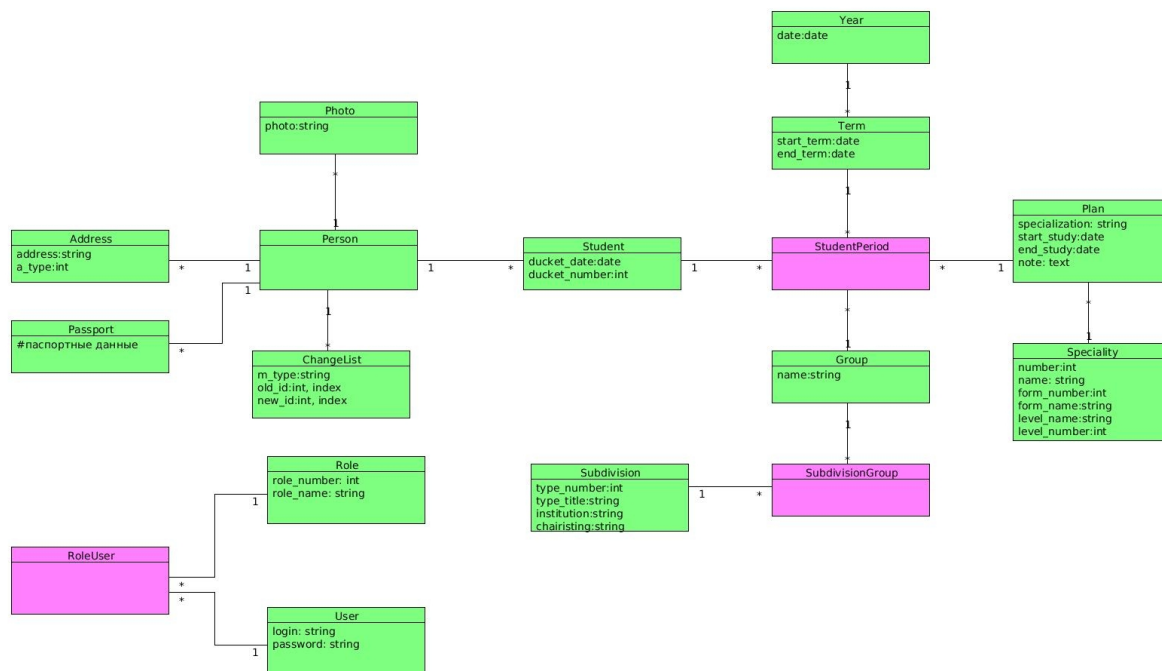 Year
date:date
1
*
Photo
photo:string
*
1
Term
start_term:date
end_term:date
1
*
Address
address:string
a_type:int
*
1
Person
1
*
Student
ducket_date:date
ducket_number:int
1
*
StudentPeriod
*
1
Plan
specialization: string
start_study:date
end_study:date
note: text
1
*
Passport
#паспортные данные
1
*
ChangeList
m_type:string
old_id:int, index
new_id:int, index
*
1
Group
name:string
*
1
Speciality
number:int
name: string
form_number:int
form_name:string
level_name:string
level_number:int
1
*
Role
role_number: int
role_name: string
1
Subdivision
type_number:int
type_title:string
institution:string
chairisting:string
1
*
SubdivisionGroup
RoleUser
*
*
User
login: string
password: string
1